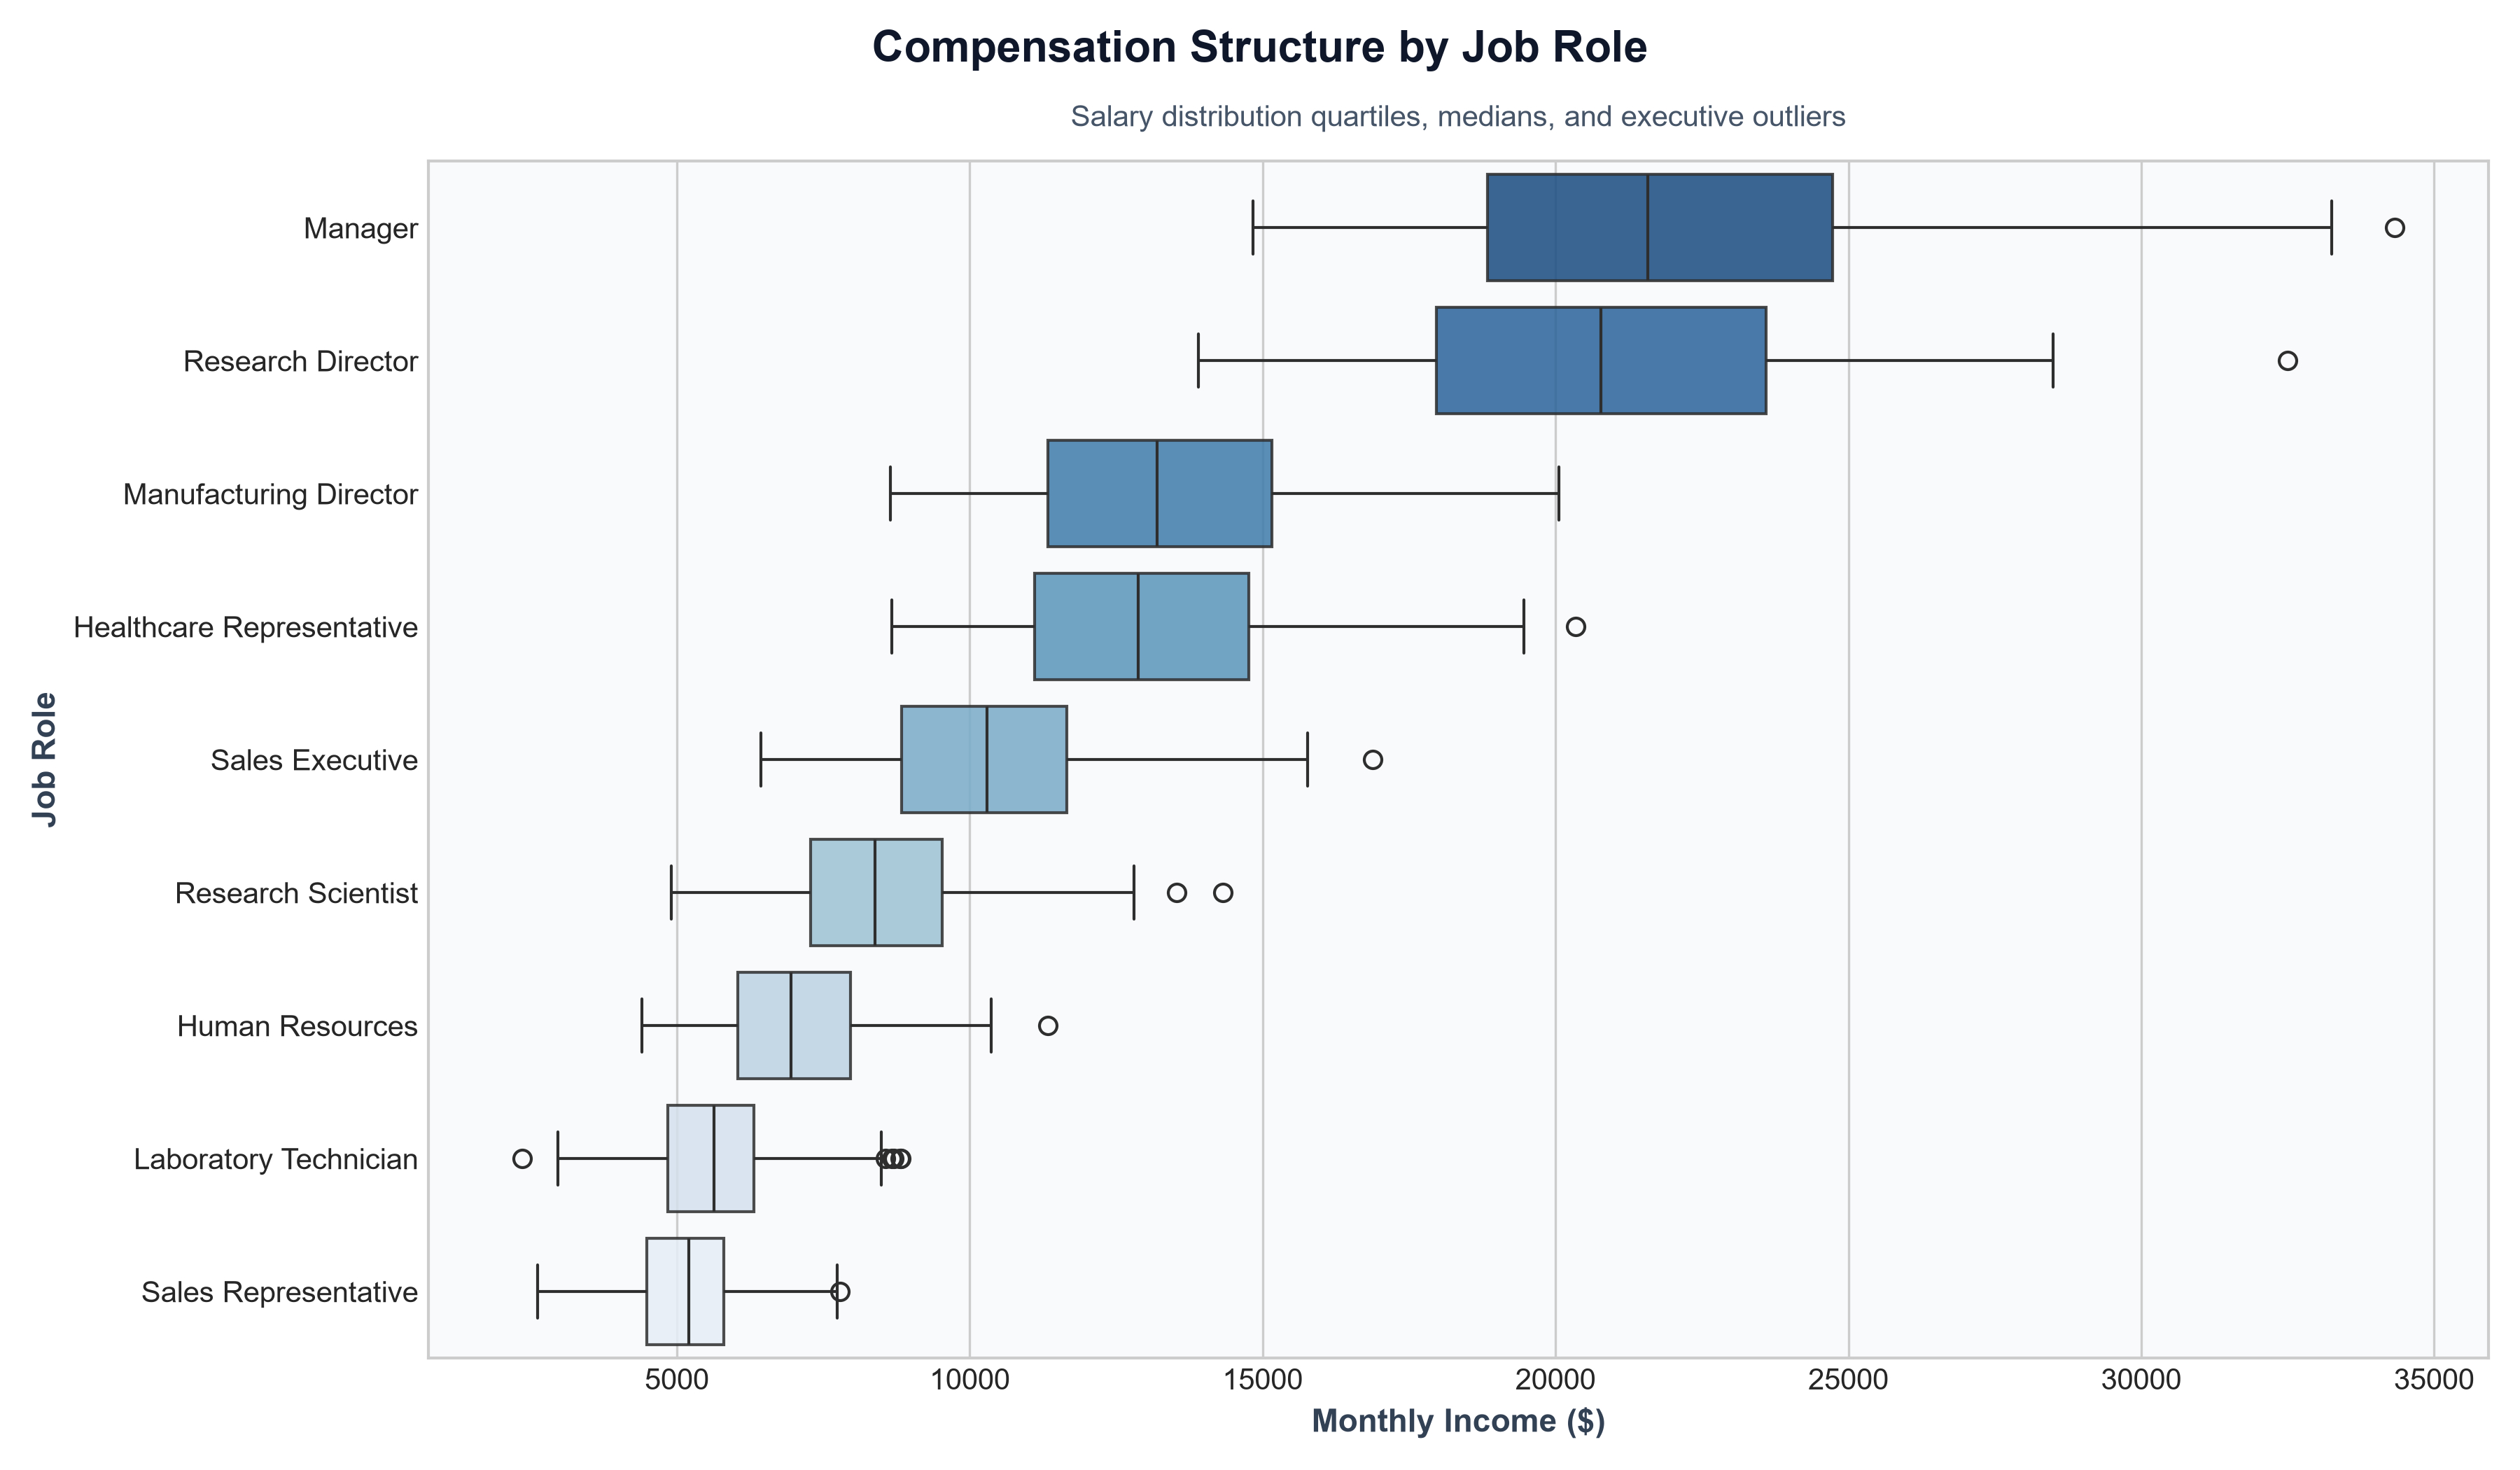 Compensation Structure by Job Role
Salary distribution quartiles, medians, and executive outliers
Job Role
Manager
Research Director
Manufacturing Director
Healthcare Representative
Sales Executive
Research Scientist
Human Resources
Laboratory Technician
Sales Representative
5000 10000 15000 20000 25000 30000 35000
Monthly Income ($)